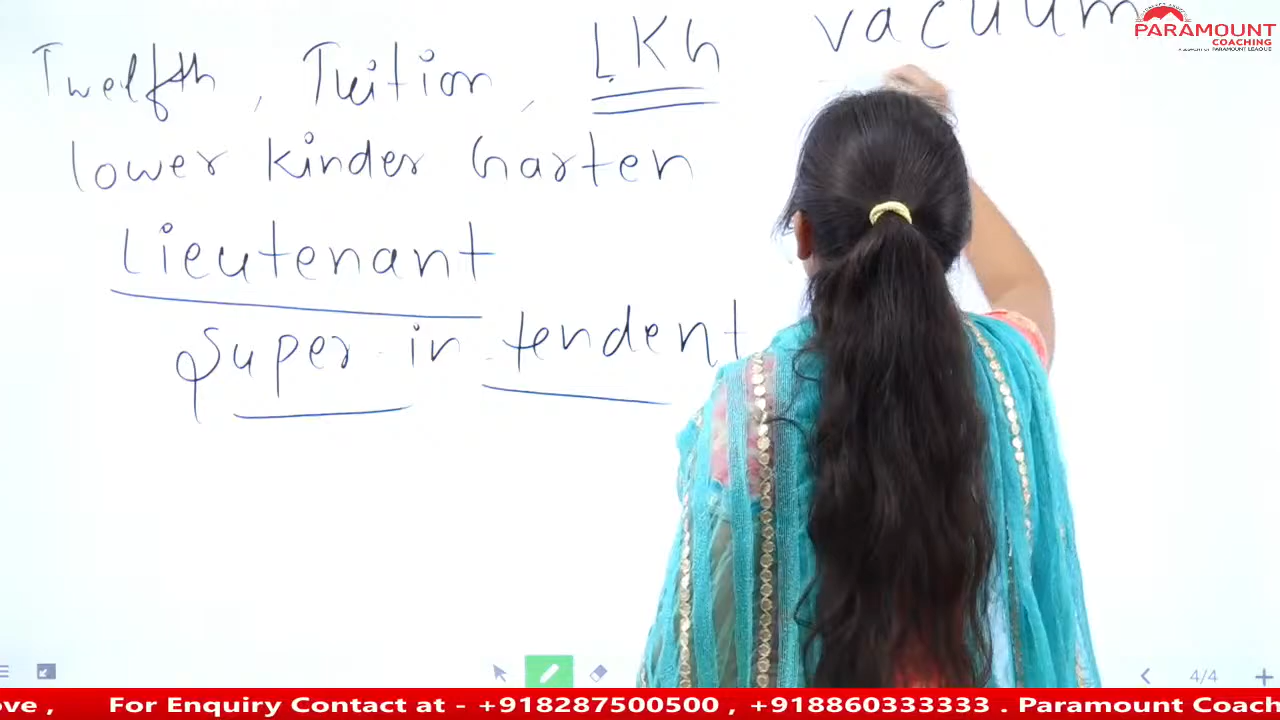 vacuum
PARAMOUNT
COACHING
Twelfth, Tuition, LKG
lower kinder Garten
Lieutenant
Super in tendent
4/4
ove , For Enquiry Contact at - +918287500500 , +918860333333 . Paramount Coach